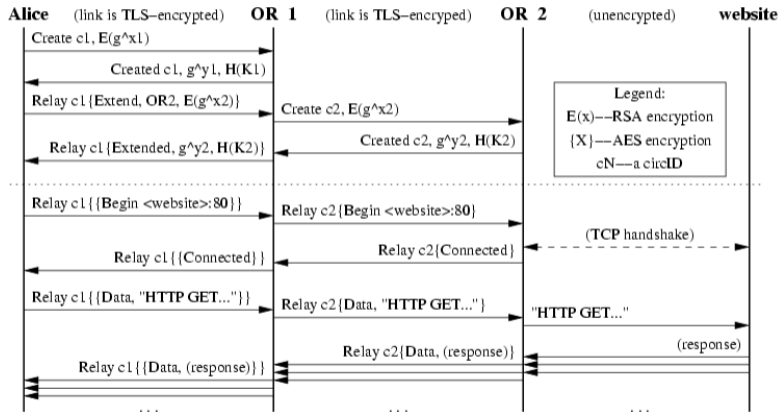 Alice (link is TLS-encrypted) OR 1 (link is TLS-encryped) OR 2 (unencrypted) website
Create c1, E(g^x1)
Created c1, g^y1, H(K1)
Relay c1{Extend, OR2, E(g^x2)}
Create c2, E(g^x2)
Created c2, g^y2, H(K2)
Relay c1{Extended, g^y2, H(K2)}
Legend:
E(x)--RSA encryption
{X}--AES encryption
cN--a circID
Relay c1{{Begin <website>:80}}
Relay c2{Begin <website>:80}
(TCP handshake)
Relay c2{Connected}
Relay c1{{Connected}}
Relay c1{{Data, "HTTP GET..."}}
Relay c2{Data, "HTTP GET..."}
"HTTP GET..."
(response)
Relay c2{Data, (response)}
Relay c1{{Data, (response)}}
... ... ...